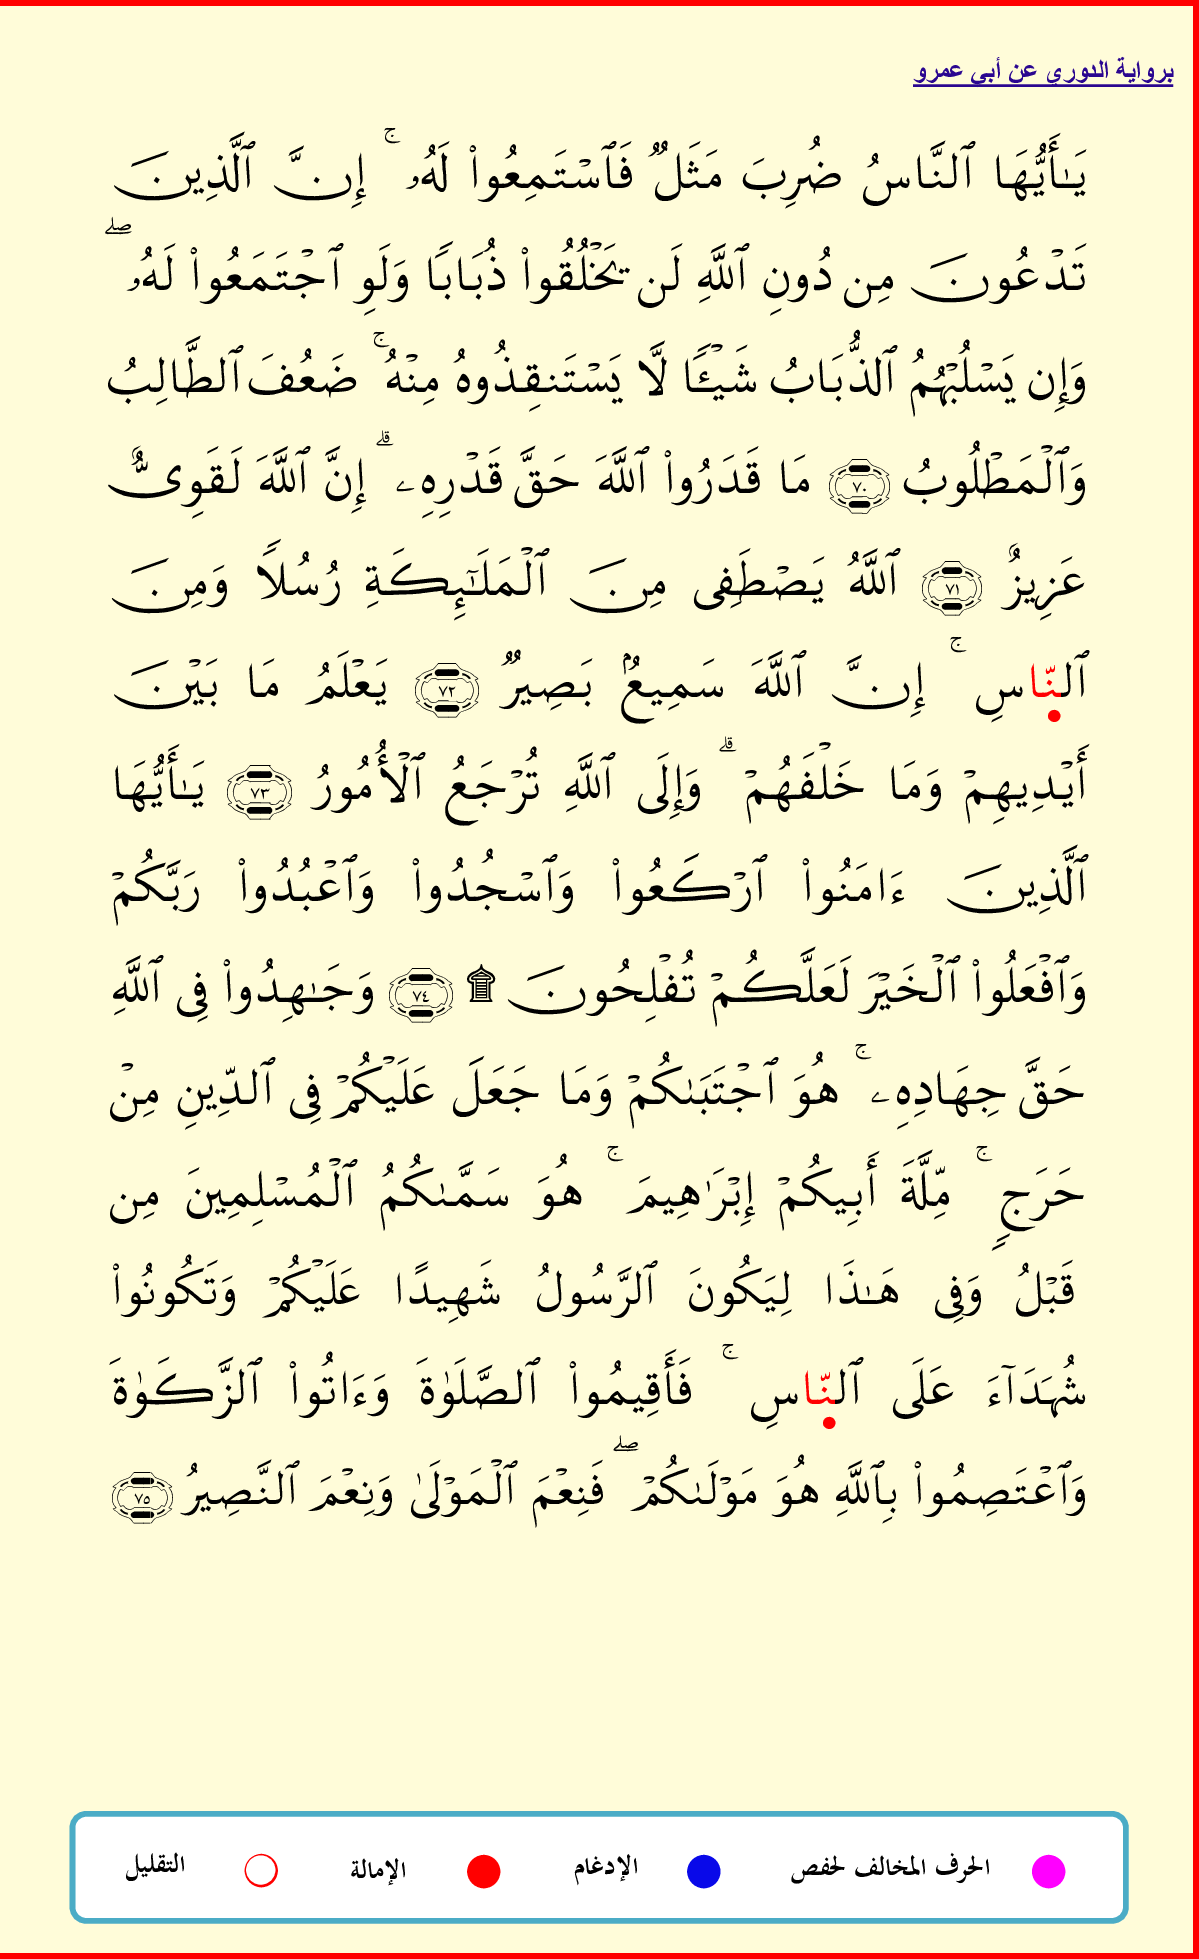 برواية الدوري عن أبي عمرو
يَـٰٓأَيُّهَا ٱلنَّاسُ ضُرِبَ مَثَلٌ فَٱسْتَمِعُوا۟ لَهُۥ ۚ إِنَّ ٱلَّذِينَ
تَدْعُونَ مِن دُونِ ٱللَّهِ لَن يَخْلُقُوا۟ ذُبَابًا وَلَوِ ٱجْتَمَعُوا۟ لَهُۥ ۖ
وَإِن يَسْلُبْهُمُ ٱلذُّبَابُ شَيْـًٔا لَّا يَسْتَنقِذُوهُ مِنْهُ ۚ ضَعُفَ ٱلطَّالِبُ
وَٱلْمَطْلُوبُ ٧٠ مَا قَدَرُوا۟ ٱللَّهَ حَقَّ قَدْرِهِۦ ۗ إِنَّ ٱللَّهَ لَقَوِىٌّ
عَزِيزٌ ٧١ ٱللَّهُ يَصْطَفِى مِنَ ٱلْمَلَـٰٓئِكَةِ رُسُلًا وَمِنَ
ٱلنَّاسِ ۚ إِنَّ ٱللَّهَ سَمِيعٌۢ بَصِيرٌ ٧٢ يَعْلَمُ مَا بَيْنَ
أَيْدِيهِمْ وَمَا خَلْفَهُمْ ۗ وَإِلَى ٱللَّهِ تُرْجَعُ ٱلْأُمُورُ ٧٣ يَـٰٓأَيُّهَا
ٱلَّذِينَ ءَامَنُوا۟ ٱرْكَعُوا۟ وَٱسْجُدُوا۟ وَٱعْبُدُوا۟ رَبَّكُمْ
وَٱفْعَلُوا۟ ٱلْخَيْرَ لَعَلَّكُمْ تُفْلِحُونَ ۩ ٧٤ وَجَـٰهِدُوا۟ فِى ٱللَّهِ
حَقَّ جِهَادِهِۦ ۚ هُوَ ٱجْتَبَىٰكُمْ وَمَا جَعَلَ عَلَيْكُمْ فِى ٱلدِّينِ مِنْ
حَرَجٍ ۚ مِّلَّةَ أَبِيكُمْ إِبْرَٰهِيمَ ۚ هُوَ سَمَّىٰكُمُ ٱلْمُسْلِمِينَ مِن
قَبْلُ وَفِى هَـٰذَا لِيَكُونَ ٱلرَّسُولُ شَهِيدًا عَلَيْكُمْ وَتَكُونُوا۟
شُهَدَآءَ عَلَى ٱلنَّاسِ ۚ فَأَقِيمُوا۟ ٱلصَّلَوٰةَ وَءَاتُوا۟ ٱلزَّكَوٰةَ
وَٱعْتَصِمُوا۟ بِٱللَّهِ هُوَ مَوْلَىٰكُمْ ۖ فَنِعْمَ ٱلْمَوْلَىٰ وَنِعْمَ ٱلنَّصِيرُ ٧٥
الحرف المخالف لحفص الإدغام الإمالة التقليل